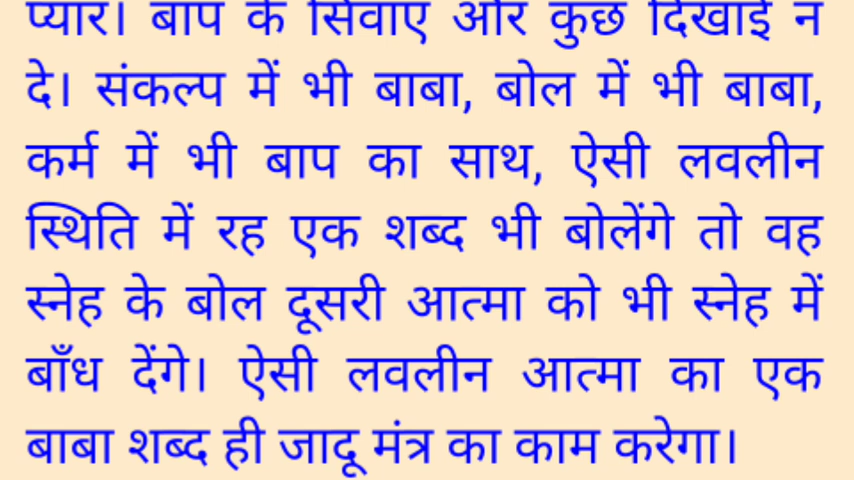 प्यार। बाप के सिवाए और कुछ दिखाई न
दे। संकल्प में भी बाबा, बोल में भी बाबा,
कर्म में भी बाप का साथ, ऐसी लवलीन
स्थिति में रह एक शब्द भी बोलेंगे तो वह
स्नेह के बोल दूसरी आत्मा को भी स्नेह में
बाँध देंगे। ऐसी लवलीन आत्मा का एक
बाबा शब्द ही जादू मंत्र का काम करेगा।